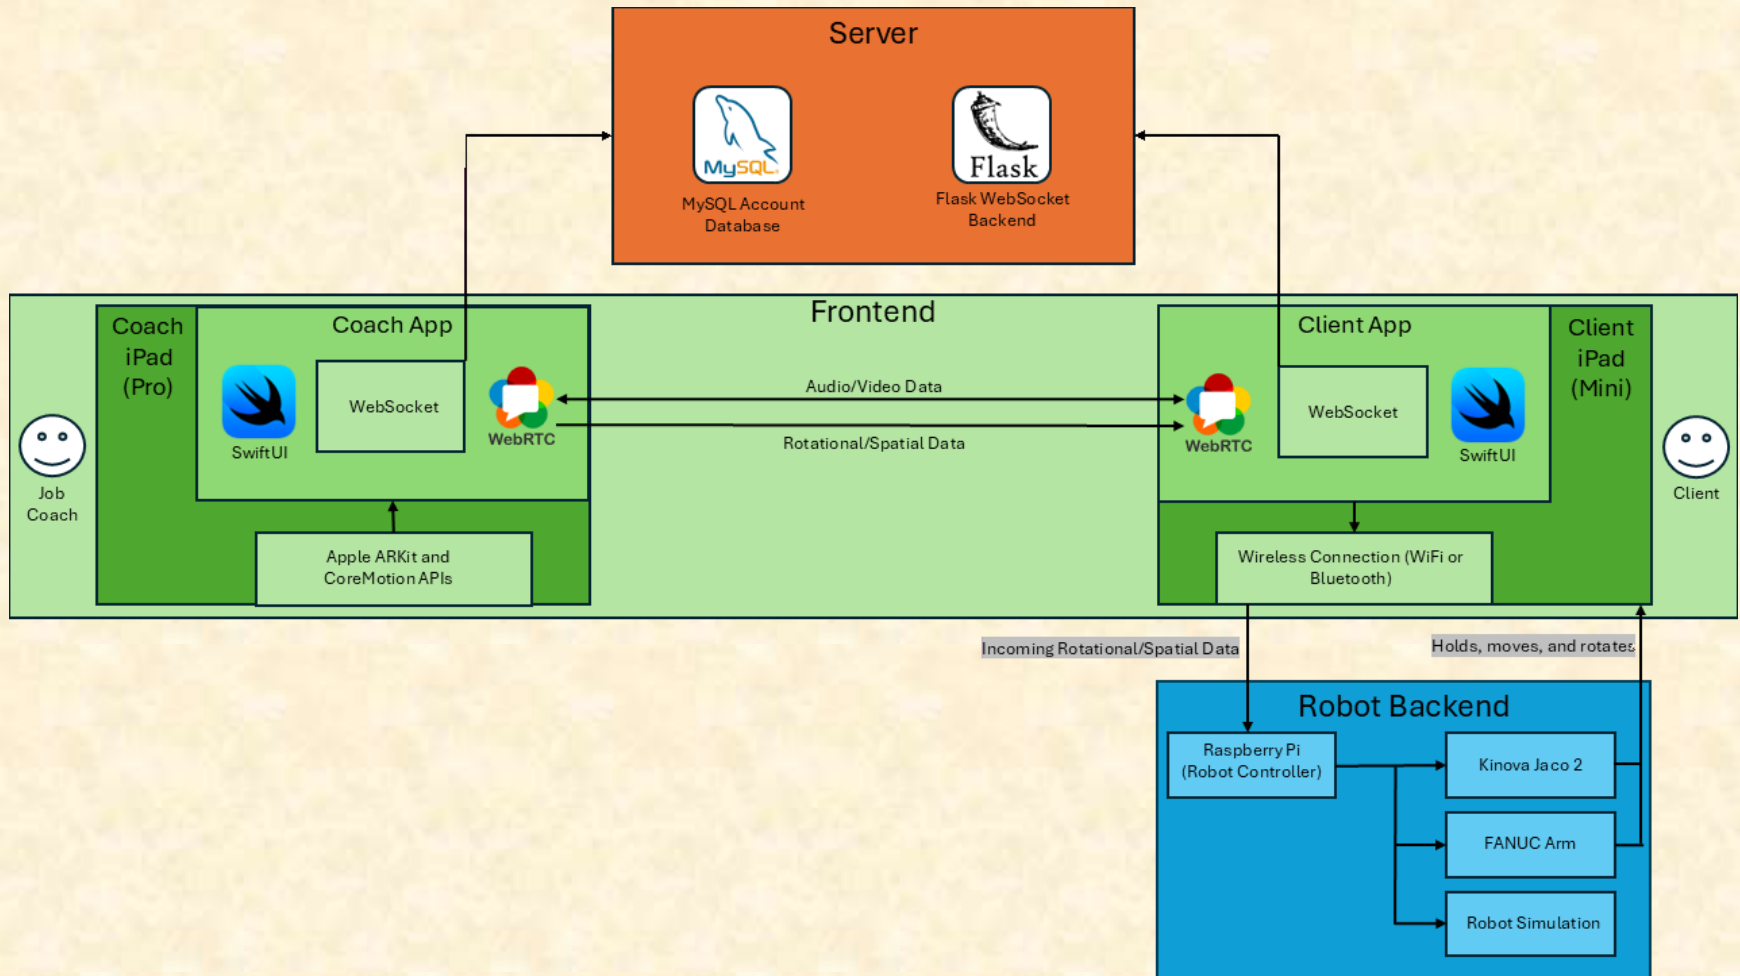 Server
MySQL
Flask
MySQL Account
Database
Flask WebSocket
Backend
Frontend
Coach
iPad
(Pro)
Coach App
SwiftUI
WebSocket
WebRTC
Job
Coach
Apple ARKit and
CoreMotion APIs
Audio/Video Data
Rotational/Spatial Data
Client App
WebRTC
WebSocket
SwiftUI
Client
iPad
(Mini)
Client
Wireless Connection (WiFi or
Bluetooth)
Incoming Rotational/Spatial Data
Holds, moves, and rotates
Robot Backend
Raspberry Pi
(Robot Controller)
Kinova Jaco 2
FANUC Arm
Robot Simulation